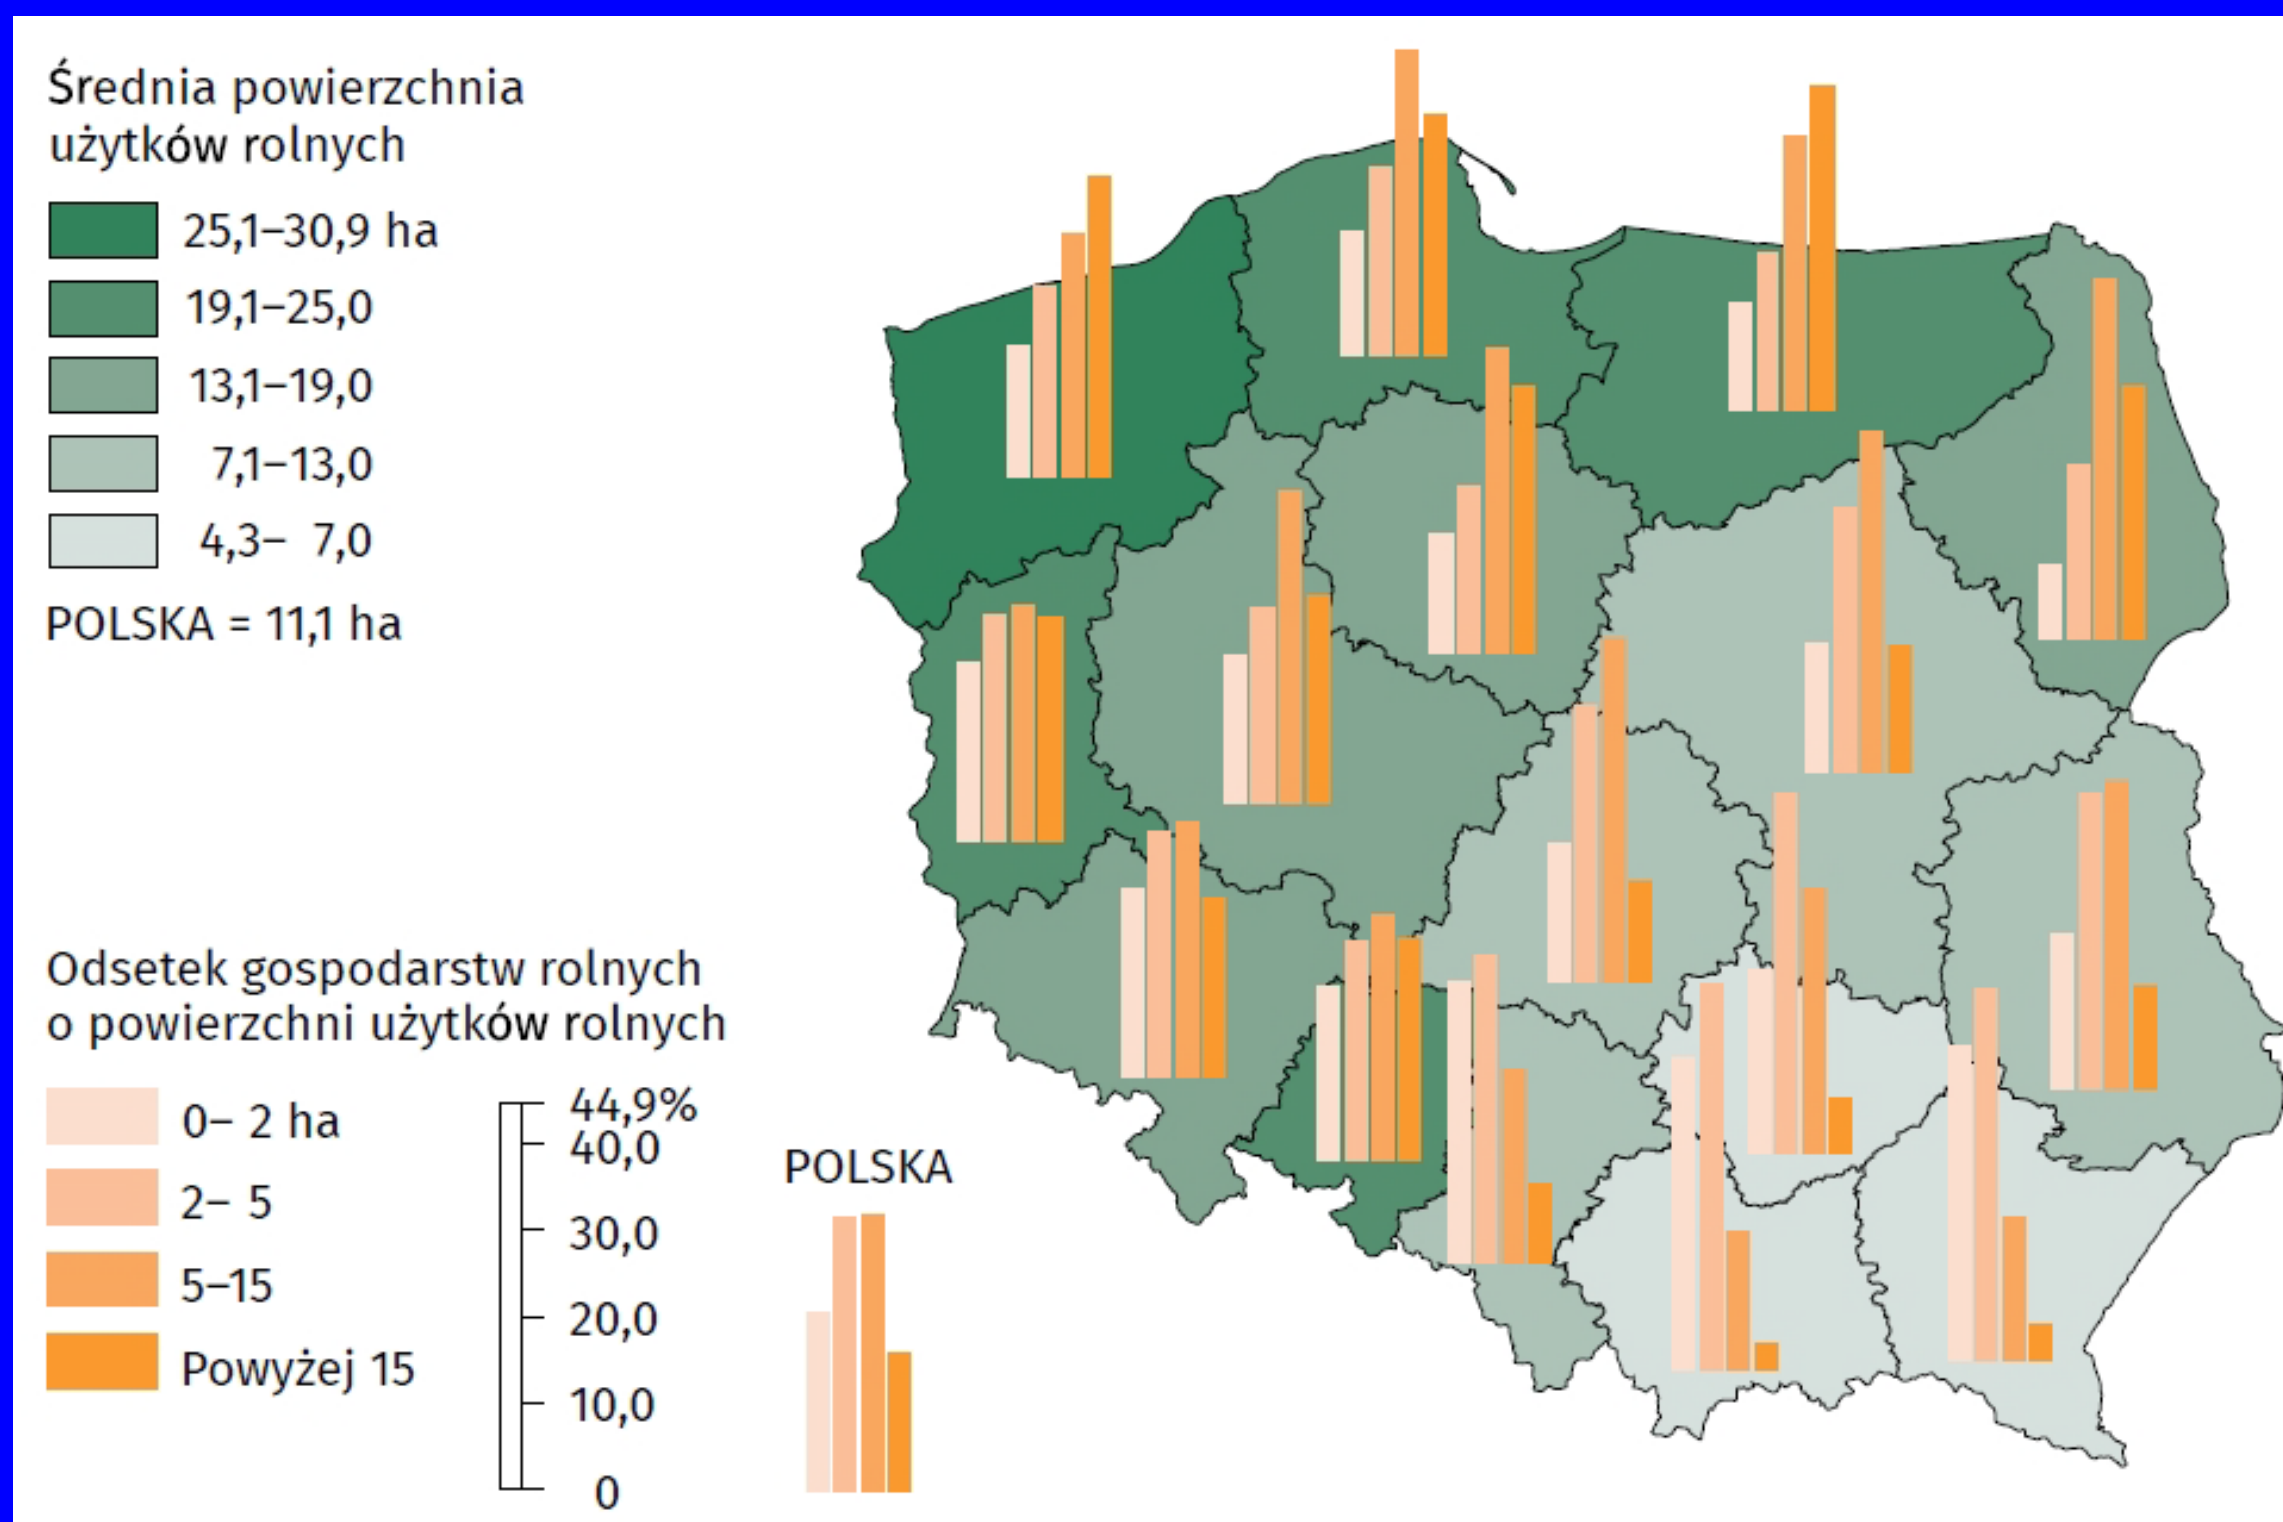 Średnia powierzchnia
użytków rolnych
25,1–30,9 ha
19,1–25,0
13,1–19,0
7,1–13,0
4,3– 7,0
POLSKA = 11,1 ha
Odsetek gospodarstw rolnych
o powierzchni użytków rolnych
0– 2 ha
2– 5
5–15
Powyżej 15
44,9%
40,0
30,0
20,0
10,0
0
POLSKA